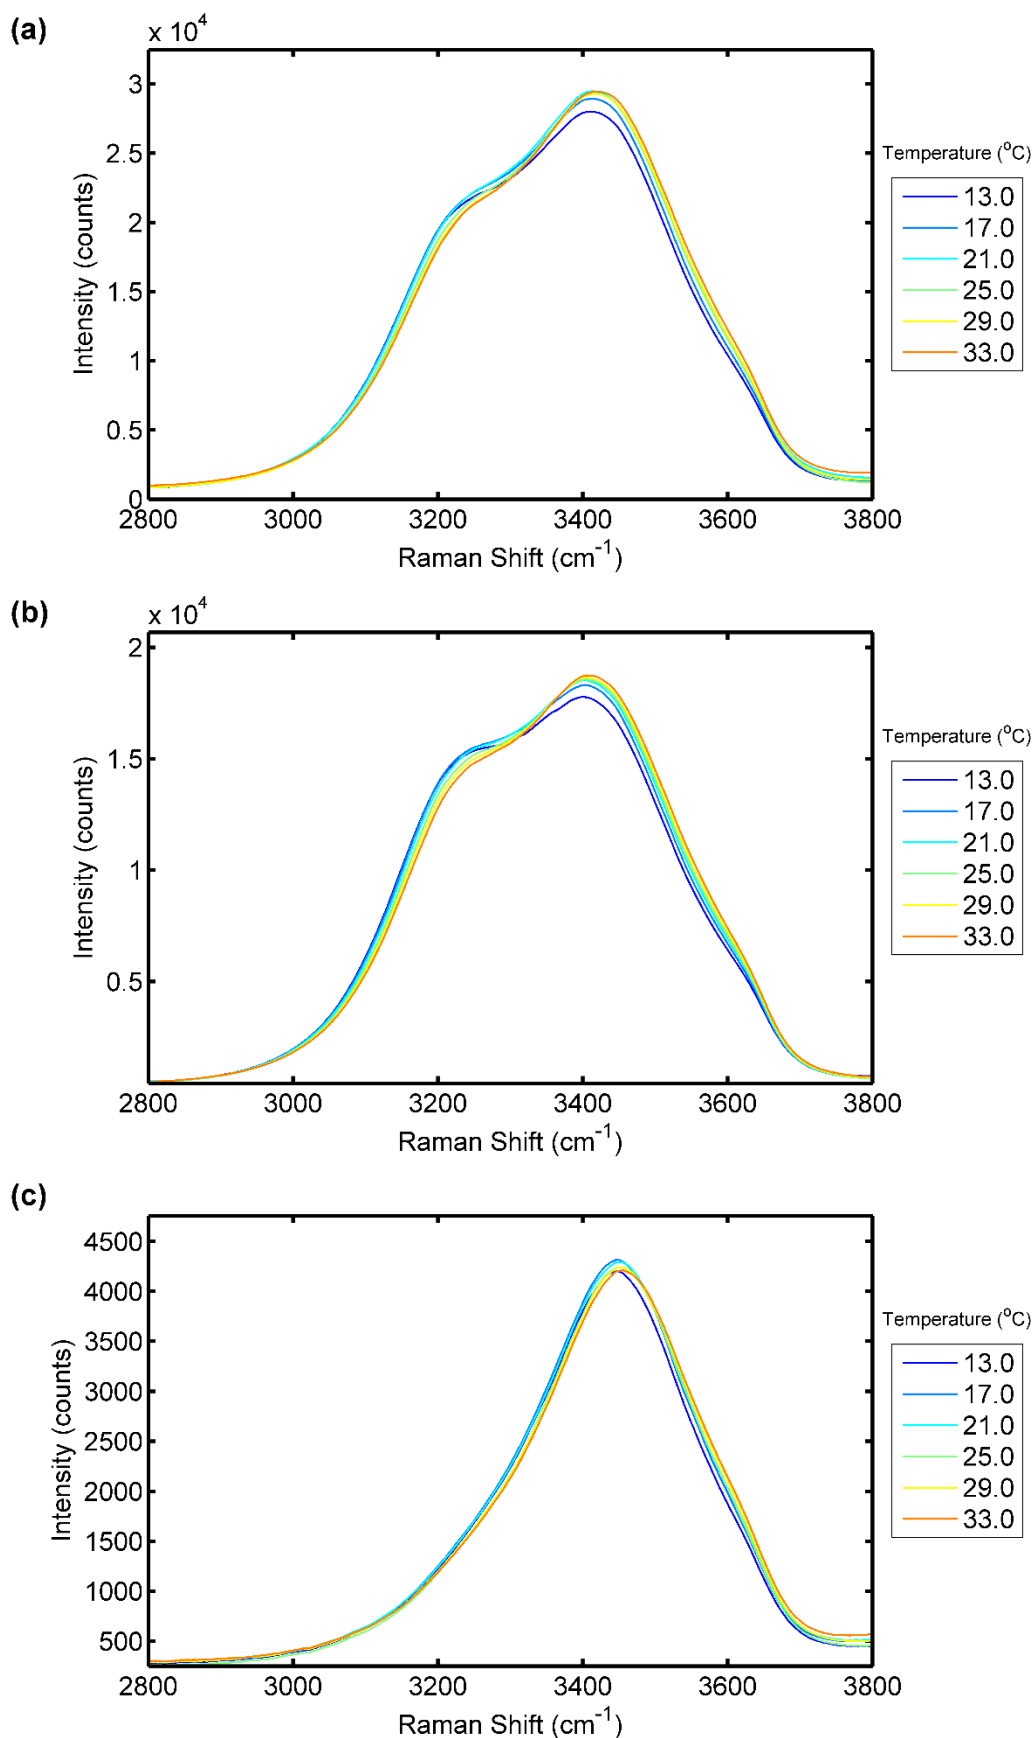 (a)
x 10⁴
3
2.5
2
1.5
1
0.5
0
Intensity (counts)
2800 3000 3200 3400 3600 3800
Raman Shift (cm⁻¹)
Temperature (°C)
13.0
17.0
21.0
25.0
29.0
33.0
(b)
x 10⁴
2
1.5
1
0.5
Intensity (counts)
2800 3000 3200 3400 3600 3800
Raman Shift (cm⁻¹)
Temperature (°C)
13.0
17.0
21.0
25.0
29.0
33.0
(c)
4500
4000
3500
3000
2500
2000
1500
1000
500
Intensity (counts)
2800 3000 3200 3400 3600 3800
Raman Shift (cm⁻¹)
Temperature (°C)
13.0
17.0
21.0
25.0
29.0
33.0